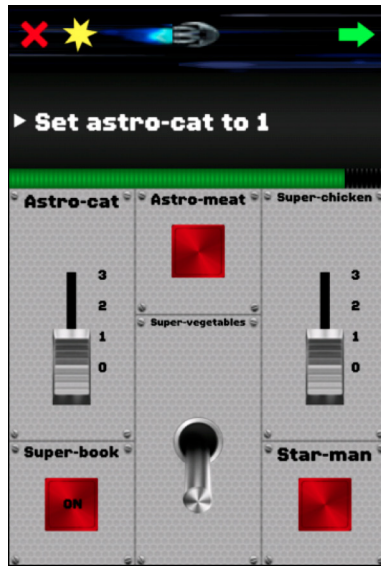 Set astro-cat to 1
Astro-cat
Astro-meat
Super-chicken
3
2
1
0
3
2
1
0
Super-vegetables
Super-book
Star-man
ON